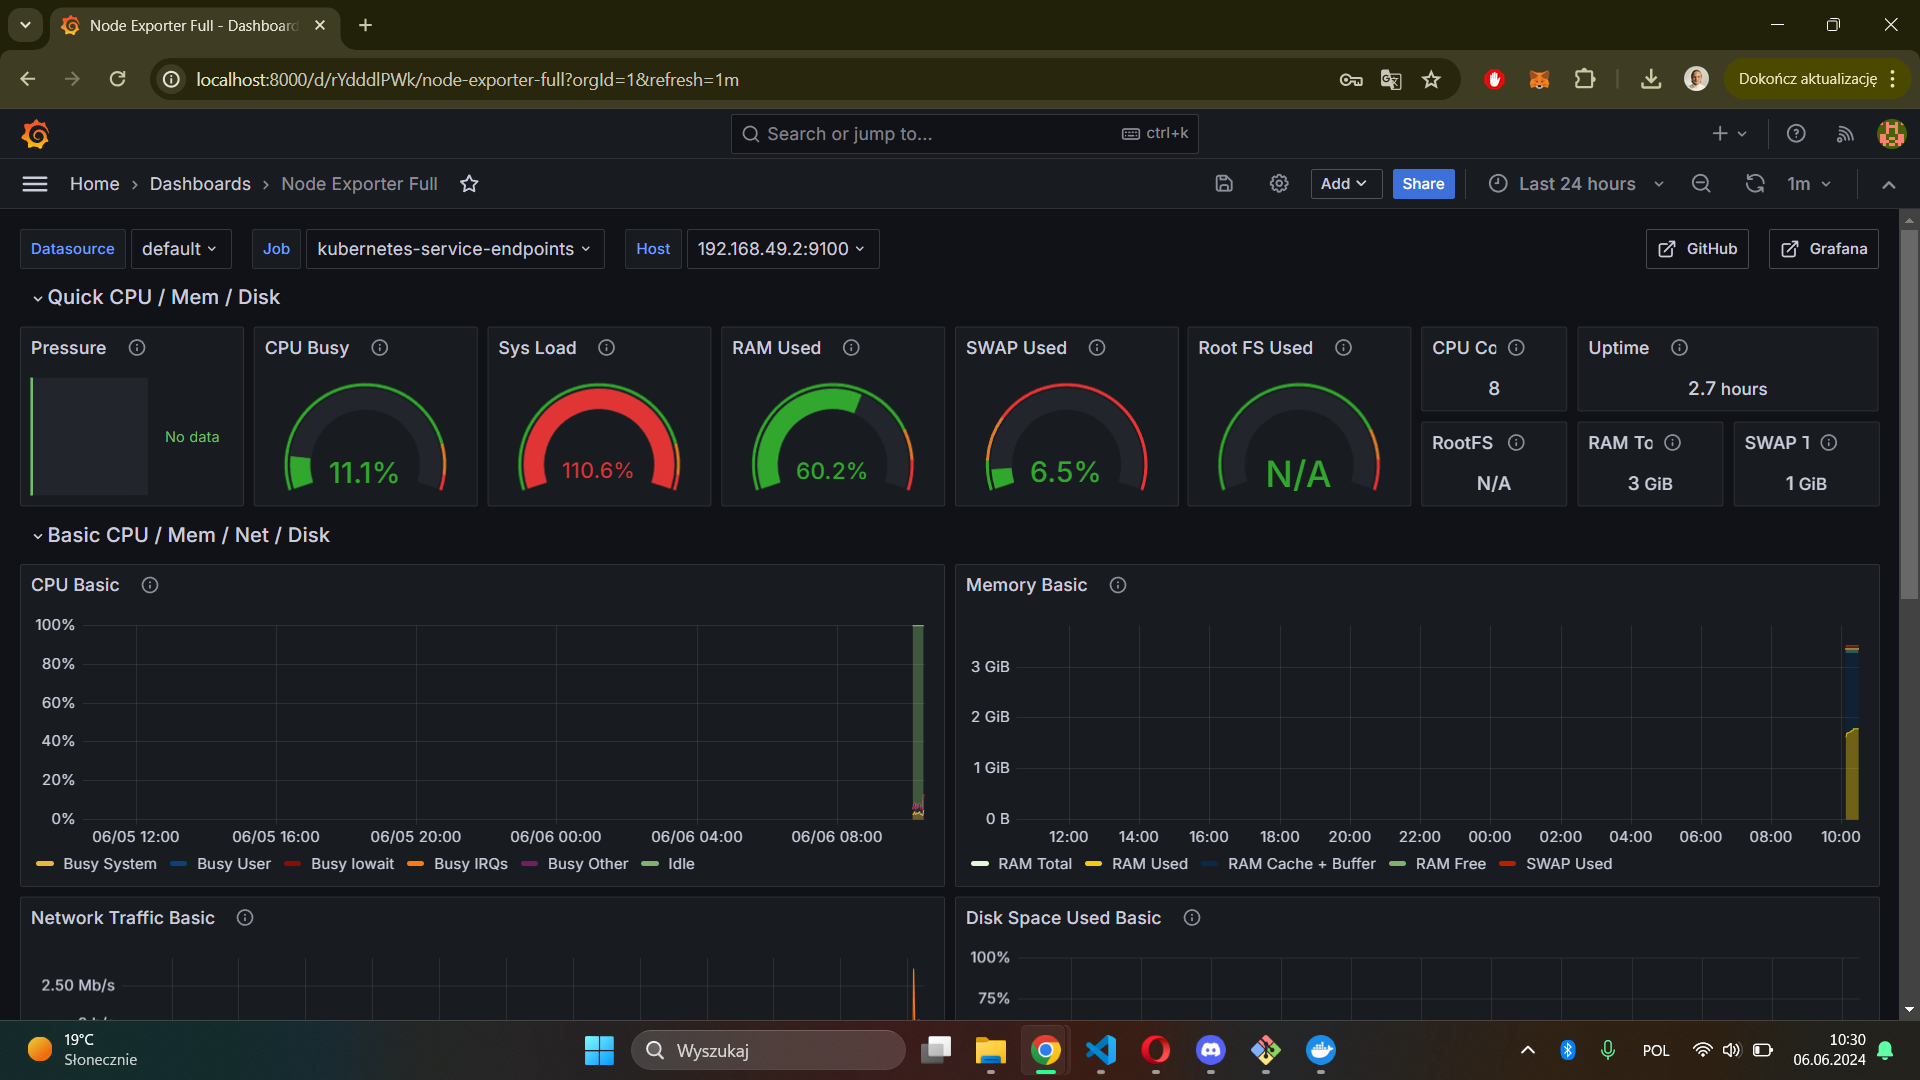 Node Exporter Full - Dashboard
localhost:8000/d/rYdddlPWk/node-exporter-full?orgId=1&refresh=1m
Dokończ aktualizację
Search or jump to...
ctrl+k
Home › Dashboards › Node Exporter Full
Add
Share
Last 24 hours
1m
Datasource default
Job kubernetes-service-endpoints
Host 192.168.49.2:9100
GitHub
Grafana
Quick CPU / Mem / Disk
Pressure
No data
CPU Busy
11.1%
Sys Load
110.6%
RAM Used
60.2%
SWAP Used
6.5%
Root FS Used
N/A
CPU Co
8
Uptime
2.7 hours
RootFS
N/A
RAM To
3 GiB
SWAP T
1 GiB
Basic CPU / Mem / Net / Disk
CPU Basic
100%
80%
60%
40%
20%
0%
06/05 12:00 06/05 16:00 06/05 20:00 06/06 00:00 06/06 04:00 06/06 08:00
Busy System Busy User Busy Iowait Busy IRQs Busy Other Idle
Memory Basic
3 GiB
2 GiB
1 GiB
0 B
12:00 14:00 16:00 18:00 20:00 22:00 00:00 02:00 04:00 06:00 08:00 10:00
RAM Total RAM Used RAM Cache + Buffer RAM Free SWAP Used
Network Traffic Basic
2.50 Mb/s
Disk Space Used Basic
100%
75%
19°C
Słonecznie
Wyszukaj
POL
10:30
06.06.2024